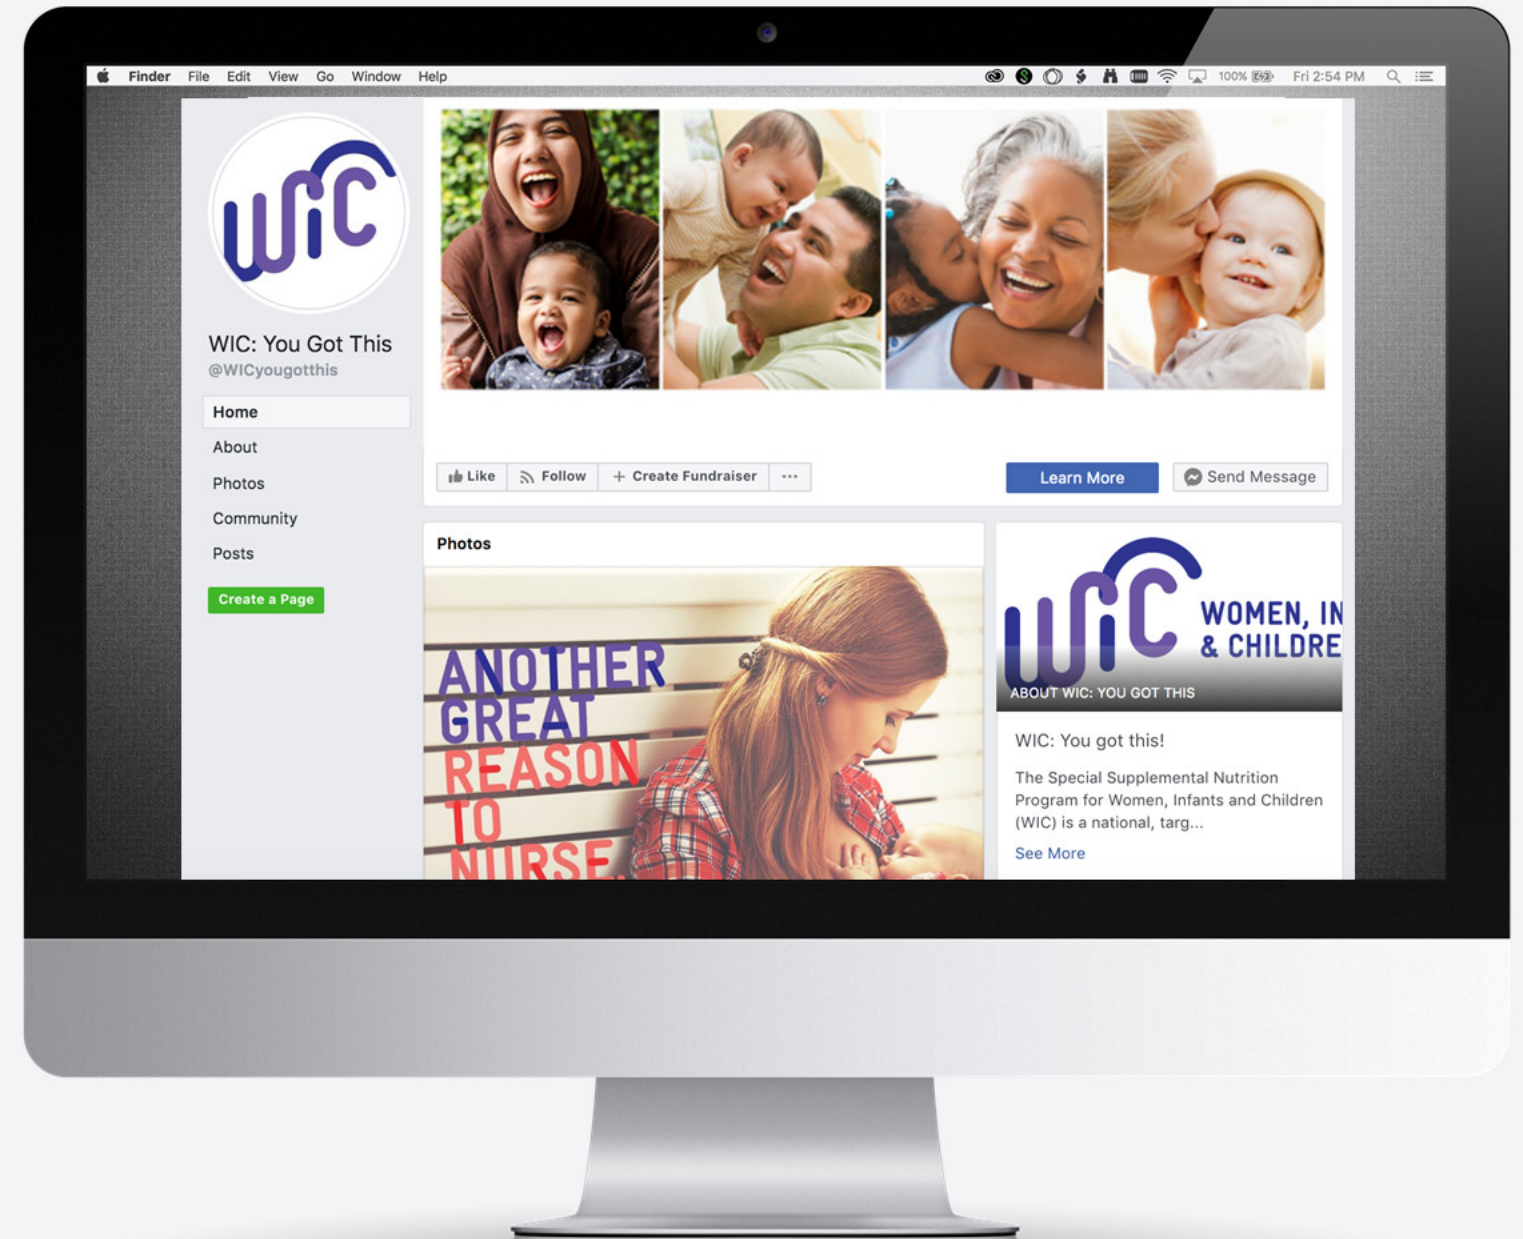 Finder File Edit View Go Window Help 100% Fri 2:54 PM
WiC
WIC: You Got This
@WICyougotthis
Home
About
Photos
Community
Posts
Create a Page
Like Follow + Create Fundraiser ...
Learn More Send Message
Photos
ANOTHER
GREAT
REASON
TO
NURSE.
WiC
WOMEN, IN
& CHILDRE
ABOUT WIC: YOU GOT THIS
WIC: You got this!
The Special Supplemental Nutrition
Program for Women, Infants and Children
(WIC) is a national, targ...
See More